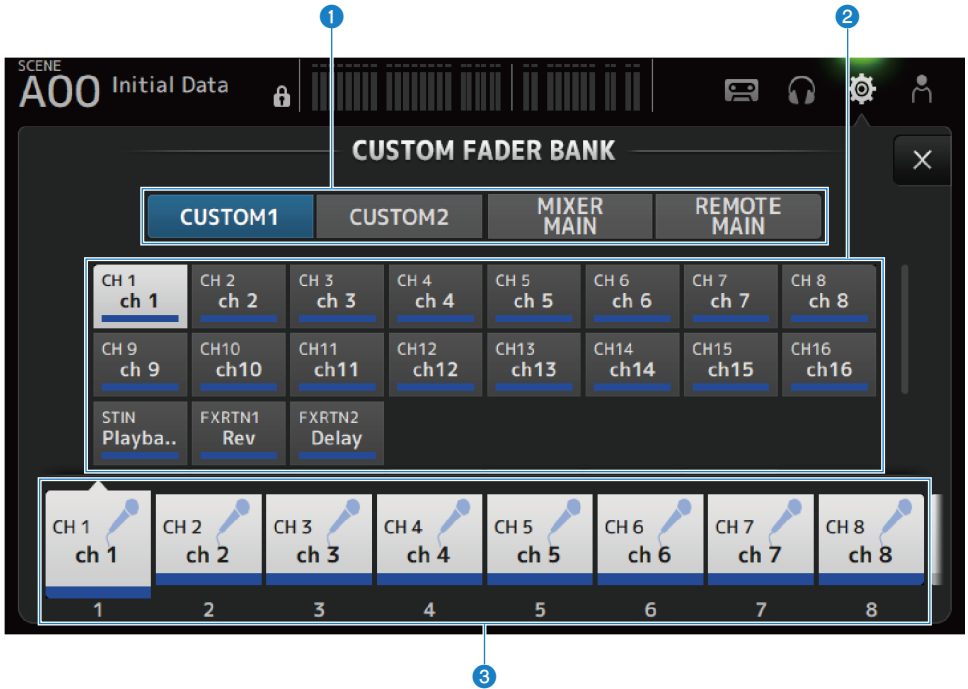 1 2
SCENE
A00 Initial Data
CUSTOM FADER BANK
CUSTOM1 CUSTOM2 MIXER MAIN REMOTE MAIN
CH 1 CH 2 CH 3 CH 4 CH 5 CH 6 CH 7 CH 8
ch 1 ch 2 ch 3 ch 4 ch 5 ch 6 ch 7 ch 8
CH 9 CH10 CH11 CH12 CH13 CH14 CH15 CH16
ch 9 ch10 ch11 ch12 ch13 ch14 ch15 ch16
STIN FXRTN1 FXRTN2
Playba.. Rev Delay
CH 1 CH 2 CH 3 CH 4 CH 5 CH 6 CH 7 CH 8
ch 1 ch 2 ch 3 ch 4 ch 5 ch 6 ch 7 ch 8
1 2 3 4 5 6 7 8
3